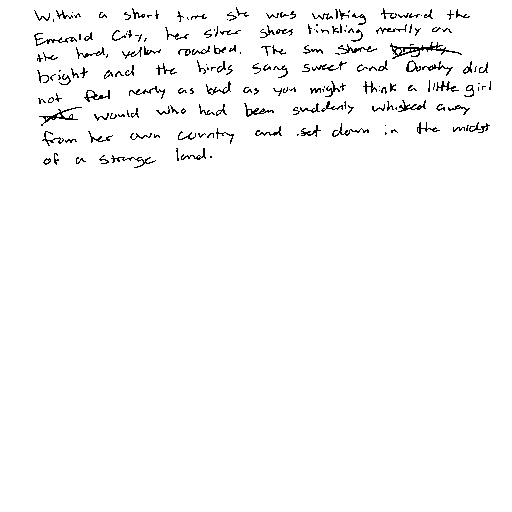 Within a short time she was walking toward the
Emerald City, her silver shoes tinkling merrily on
the hard, yellow roadbed. The sun shone brightly
bright and the birds sang sweet and Dorothy did
not feel nearly as bad as you might think a little girl
would who had been suddenly whisked away
from her own country and set down in the midst
of a strange land.